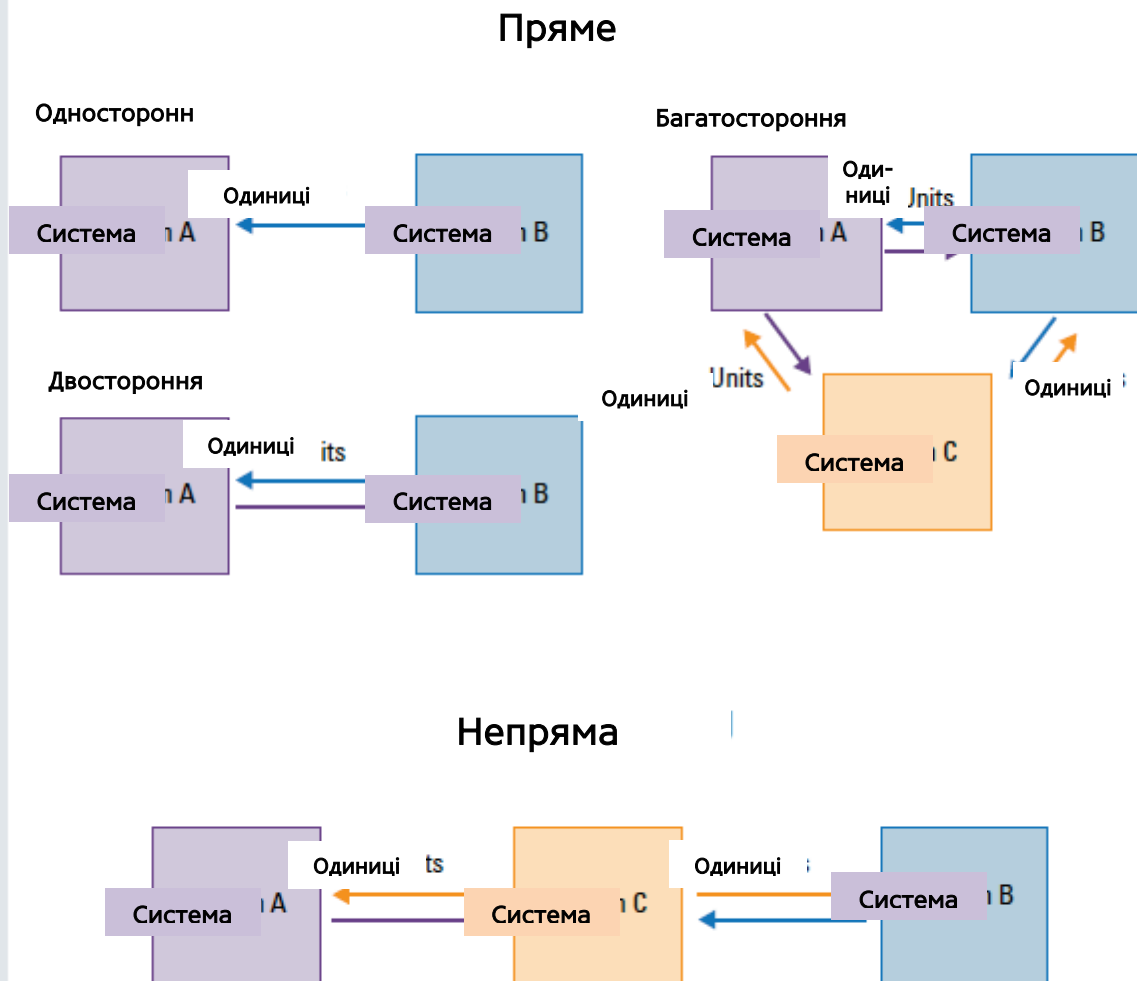 Пряме
Односторонн
Одиниці
Система A
Система B
Багатостороння
Оди-
ниці Units
Система A
Система B
Units
Одиниці
Одиниці
Система C
Двостороння
Одиниці its
Система A
Система B
Непряма
Одиниці ts
Одиниці
Система A
Система C
Система B